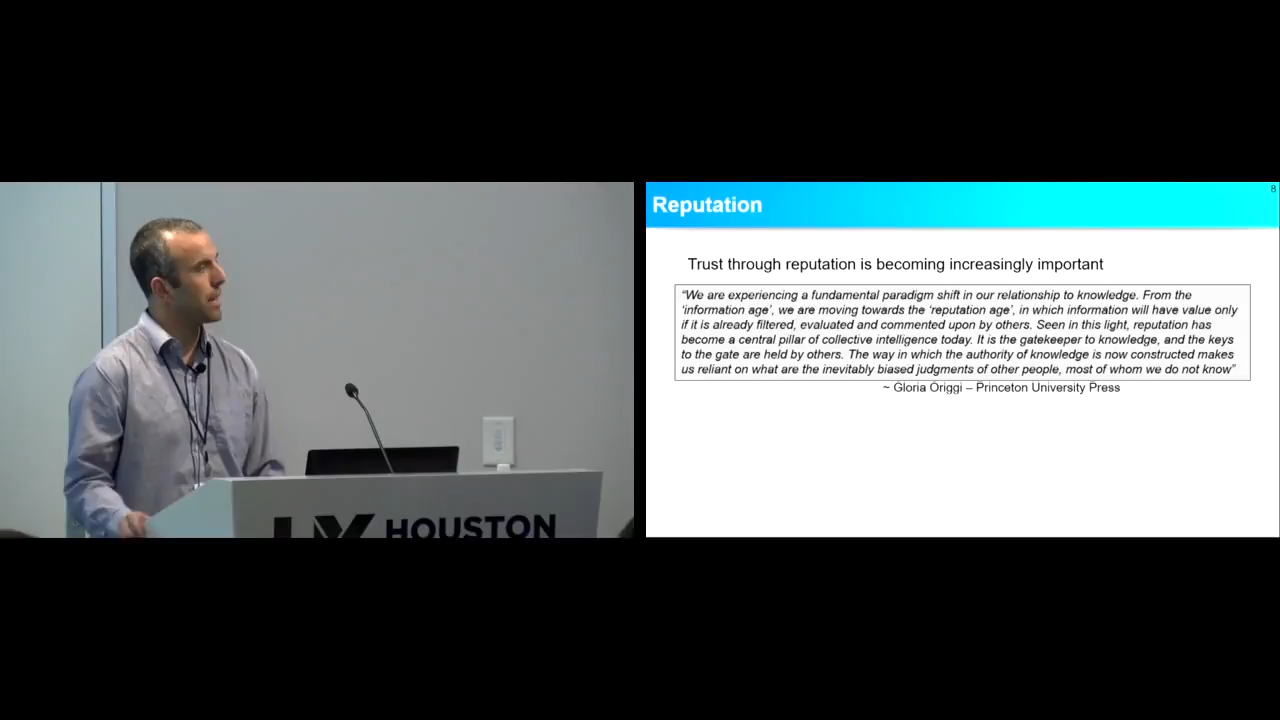 HOUSTON
8
Reputation
Trust through reputation is becoming increasingly important
“We are experiencing a fundamental paradigm shift in our relationship to knowledge. From the
‘information age’, we are moving towards the ‘reputation age’, in which information will have value only
if it is already filtered, evaluated and commented upon by others. Seen in this light, reputation has
become a central pillar of collective intelligence today. It is the gatekeeper to knowledge, and the keys
to the gate are held by others. The way in which the authority of knowledge is now constructed makes
us reliant on what are the inevitably biased judgments of other people, most of whom we do not know”
~ Gloria Origgi – Princeton University Press